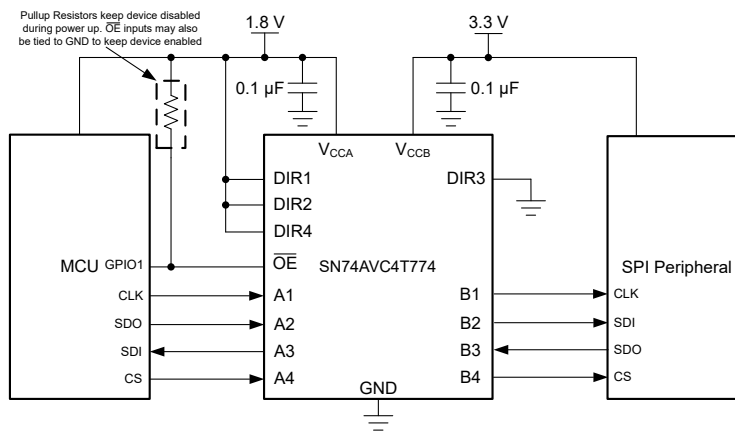 Pullup Resistors keep device disabled
during power up. OE inputs may also
be tied to GND to keep device enabled
1.8 V
3.3 V
0.1 µF
0.1 µF
VCCA
VCCB
DIR1
DIR3
DIR2
DIR4
MCU
GPIO1
OE
SN74AVC4T774
SPI Peripheral
CLK
A1
B1
CLK
SDO
A2
B2
SDI
SDI
A3
B3
SDO
CS
A4
B4
CS
GND